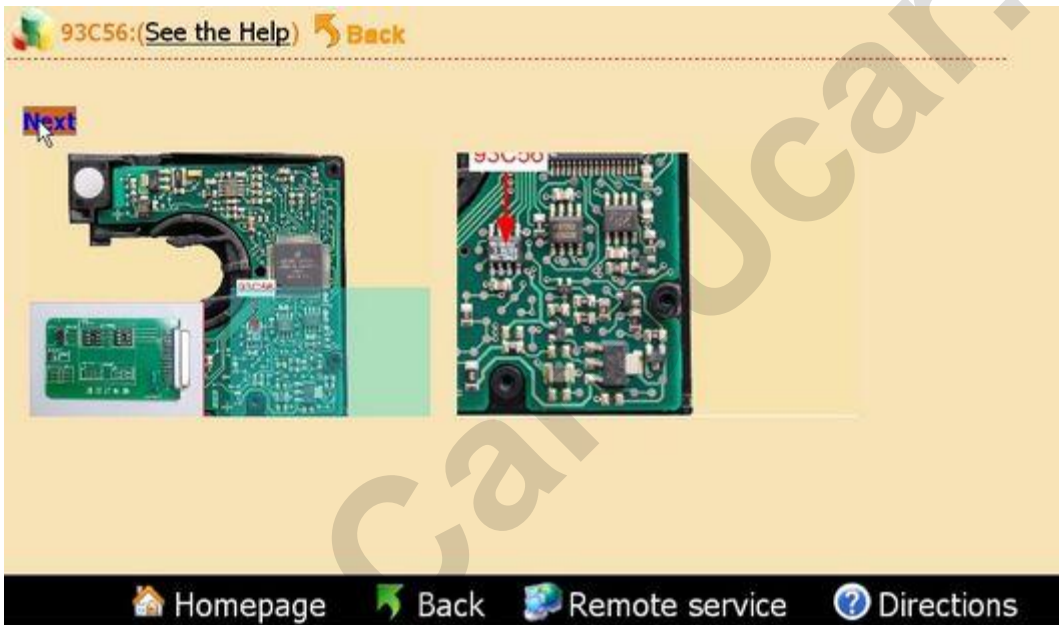 93C56:(See the Help) Back
Next
93C56
93C56
Homepage Back Remote service Directions